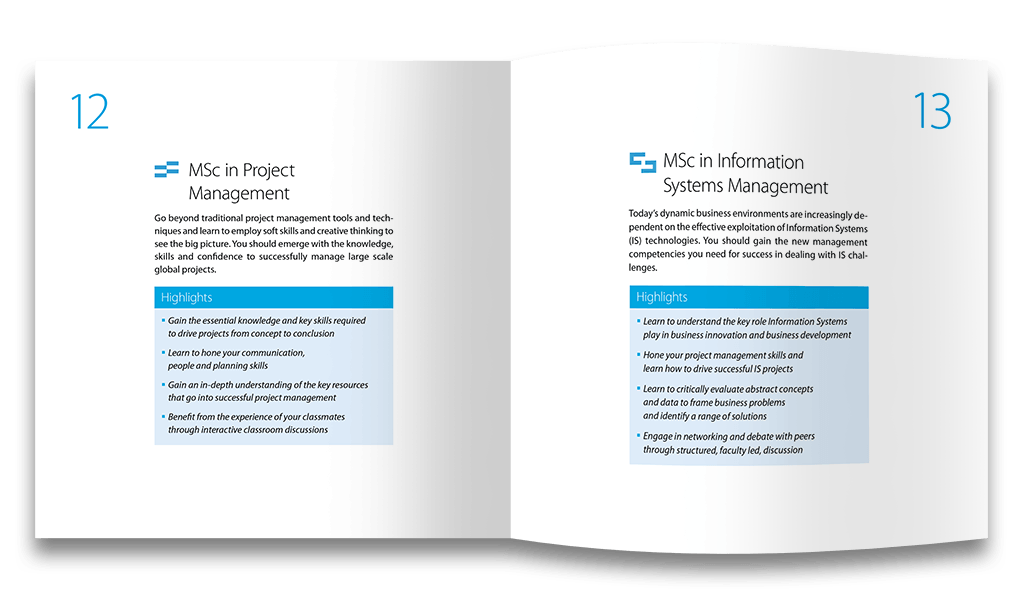 12
MSc in Project
Management
Go beyond traditional project management tools and tech-
niques and learn to employ soft skills and creative thinking to
see the big picture. You should emerge with the knowledge,
skills and confidence to successfully manage large scale
global projects.
Highlights
▪ Gain the essential knowledge and key skills required
to drive projects from concept to conclusion
▪ Learn to hone your communication,
people and planning skills
▪ Gain an in-depth understanding of the key resources
that go into successful project management
▪ Benefit from the experience of your classmates
through interactive classroom discussions
13
MSc in Information
Systems Management
Today's dynamic business environments are increasingly de-
pendent on the effective exploitation of Information Systems
(IS) technologies. You should gain the new management
competencies you need for success in dealing with IS chal-
lenges.
Highlights
▪ Learn to understand the key role Information Systems
play in business innovation and business development
▪ Hone your project management skills and
learn how to drive successful IS projects
▪ Learn to critically evaluate abstract concepts
and data to frame business problems
and identify a range of solutions
▪ Engage in networking and debate with peers
through structured, faculty led, discussion